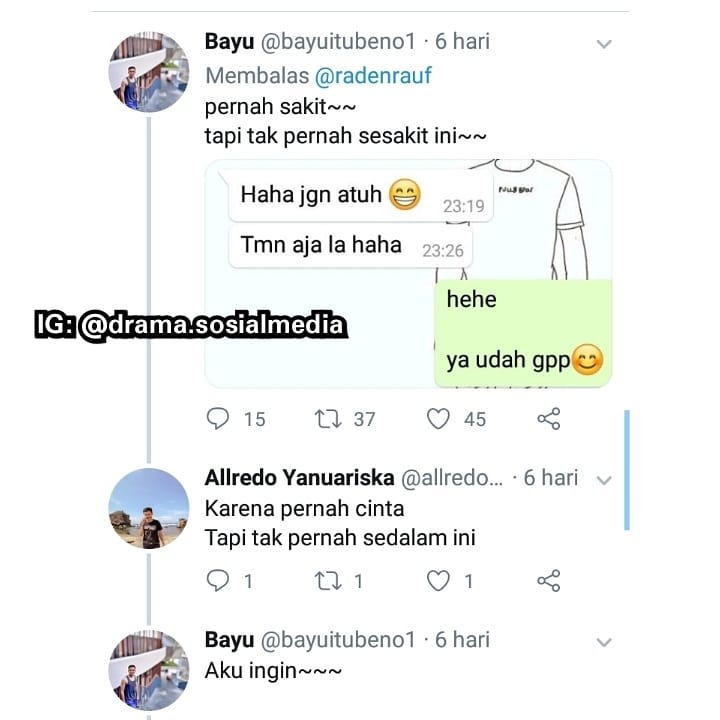 Bayu @bayuitubeno1 · 6 hari
Membalas @radenrauf
pernah sakit~~
tapi tak pernah sesakit ini~~
Haha jgn atuh 😁 23:19
Tmn aja la haha 23:26
hehe
ya udah gpp😊
IG: @drama.sosialmedia
15 37 45
Allredo Yanuariska @allredo... · 6 hari
Karena pernah cinta
Tapi tak pernah sedalam ini
1 1 1
Bayu @bayuitubeno1 · 6 hari
Aku ingin~~~